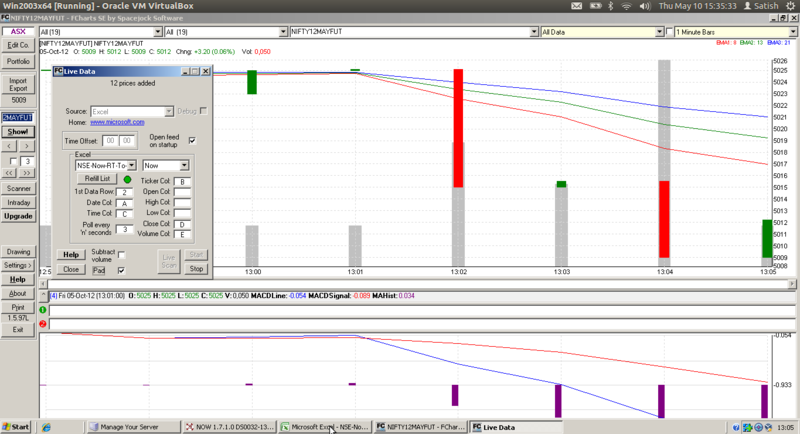 Win2003x64 [Running] - Oracle VM VirtualBox
Thu May 10 15:35:33 Satish
NIFTY12MAYFUT - FCharts SE by Spacejock Software
ASX All (19) All (19) NIFTY12MAYFUT All Data 1 Minute Bars
[NIFTY12MAYFUT] NIFTY12MAYFUT
EMA1: 8 EMA2: 13 EMA3: 21
05-Oct-12 O: 5009 H: 5012 L: 5009 C: 5012 Chng: +3.20 (0.06%) Vol: 0,050
Edit Co.
Portfolio
Import
Export
5009
2MAYFUT
Show!
< >
3
<< >>
Scanner
Intraday
Upgrade
Drawing
Settings >
Help
About
Print
1.5.97L
Exit
FC Live Data
12 prices added
Source: Excel Debug
Home: www.microsoft.com
Time Offset: 00 00
Open feed
on startup
Excel
NSE-Now-RT-To- Now
Refill List
Ticker Col: B
1st Data Row: 2
Open Col:
Date Col: A
High Col:
Time Col: C
Low Col:
Poll every
'N' seconds 3
Close Col: D
Volume Col: E
Help
Subtract
volume
Live
Scan
Start
Close
Pad
Stop
5026
5025
5024
5023
5022
5021
5020
5019
5018
5017
5016
5015
5014
5013
5012
5011
5010
5009
5008
12:5 13:00 13:01 13:02 13:03 13:04 13:05
(4) Fri 05-Oct-12 (13:01:00) O: 5025 H: 5025 L: 5025 C: 5025 V: 0,050 MACDLine: -0.054 MACDSignal: -0.089 MAHist: 0.034
1
2
-0.054
-0.933
Start
Manage Your Server
NOW 1.7.1.0 DS0032-13...
Microsoft Excel - NSE-No...
NIFTY12MAYFUT - FChar...
Live Data
13:05